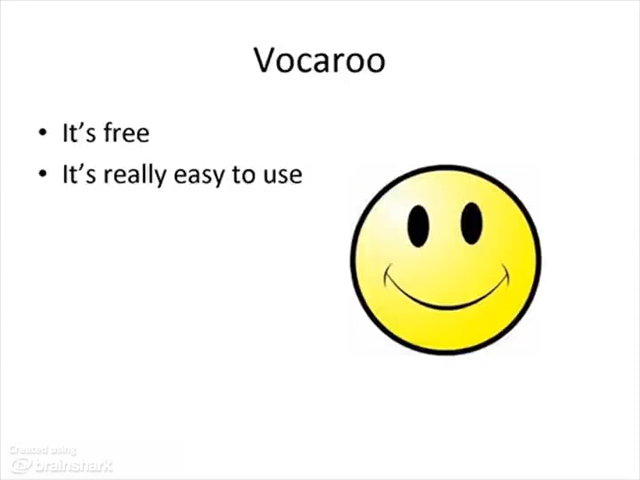 Vocaroo
• It's free
• It's really easy to use
Created using
brainshark